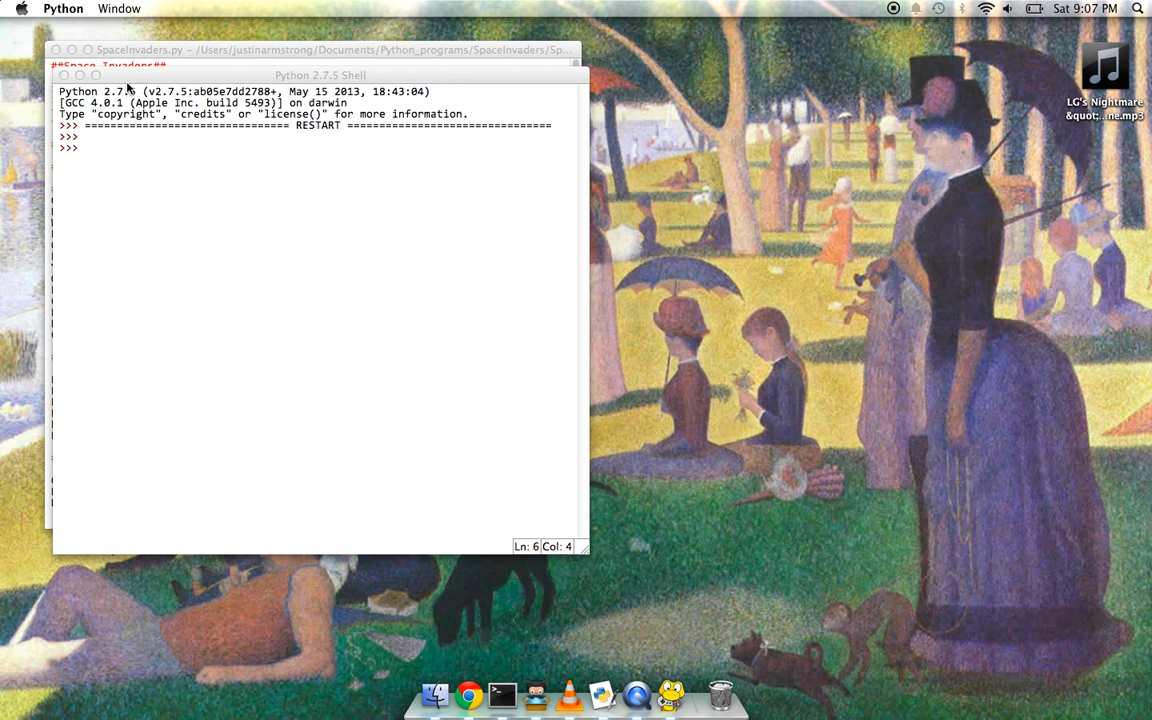 Python Window
Sat 9:07 PM
SpaceInvaders.py – /Users/justinarmstrong/Documents/Python_programs/SpaceInvaders/Sp...
##Space Invaders##
Python 2.7.5 Shell
Python 2.7. (v2.7.5:ab05e7dd2788+, May 15 2013, 18:43:04)
[GCC 4.0.1 (Apple Inc. build 5493)] on darwin
Type "copyright", "credits" or "license()" for more information.
>>> ================================ RESTART ================================
>>>
>>>
Ln: 6 Col: 4
LG's Nightmare
&quot;...ne.mp3